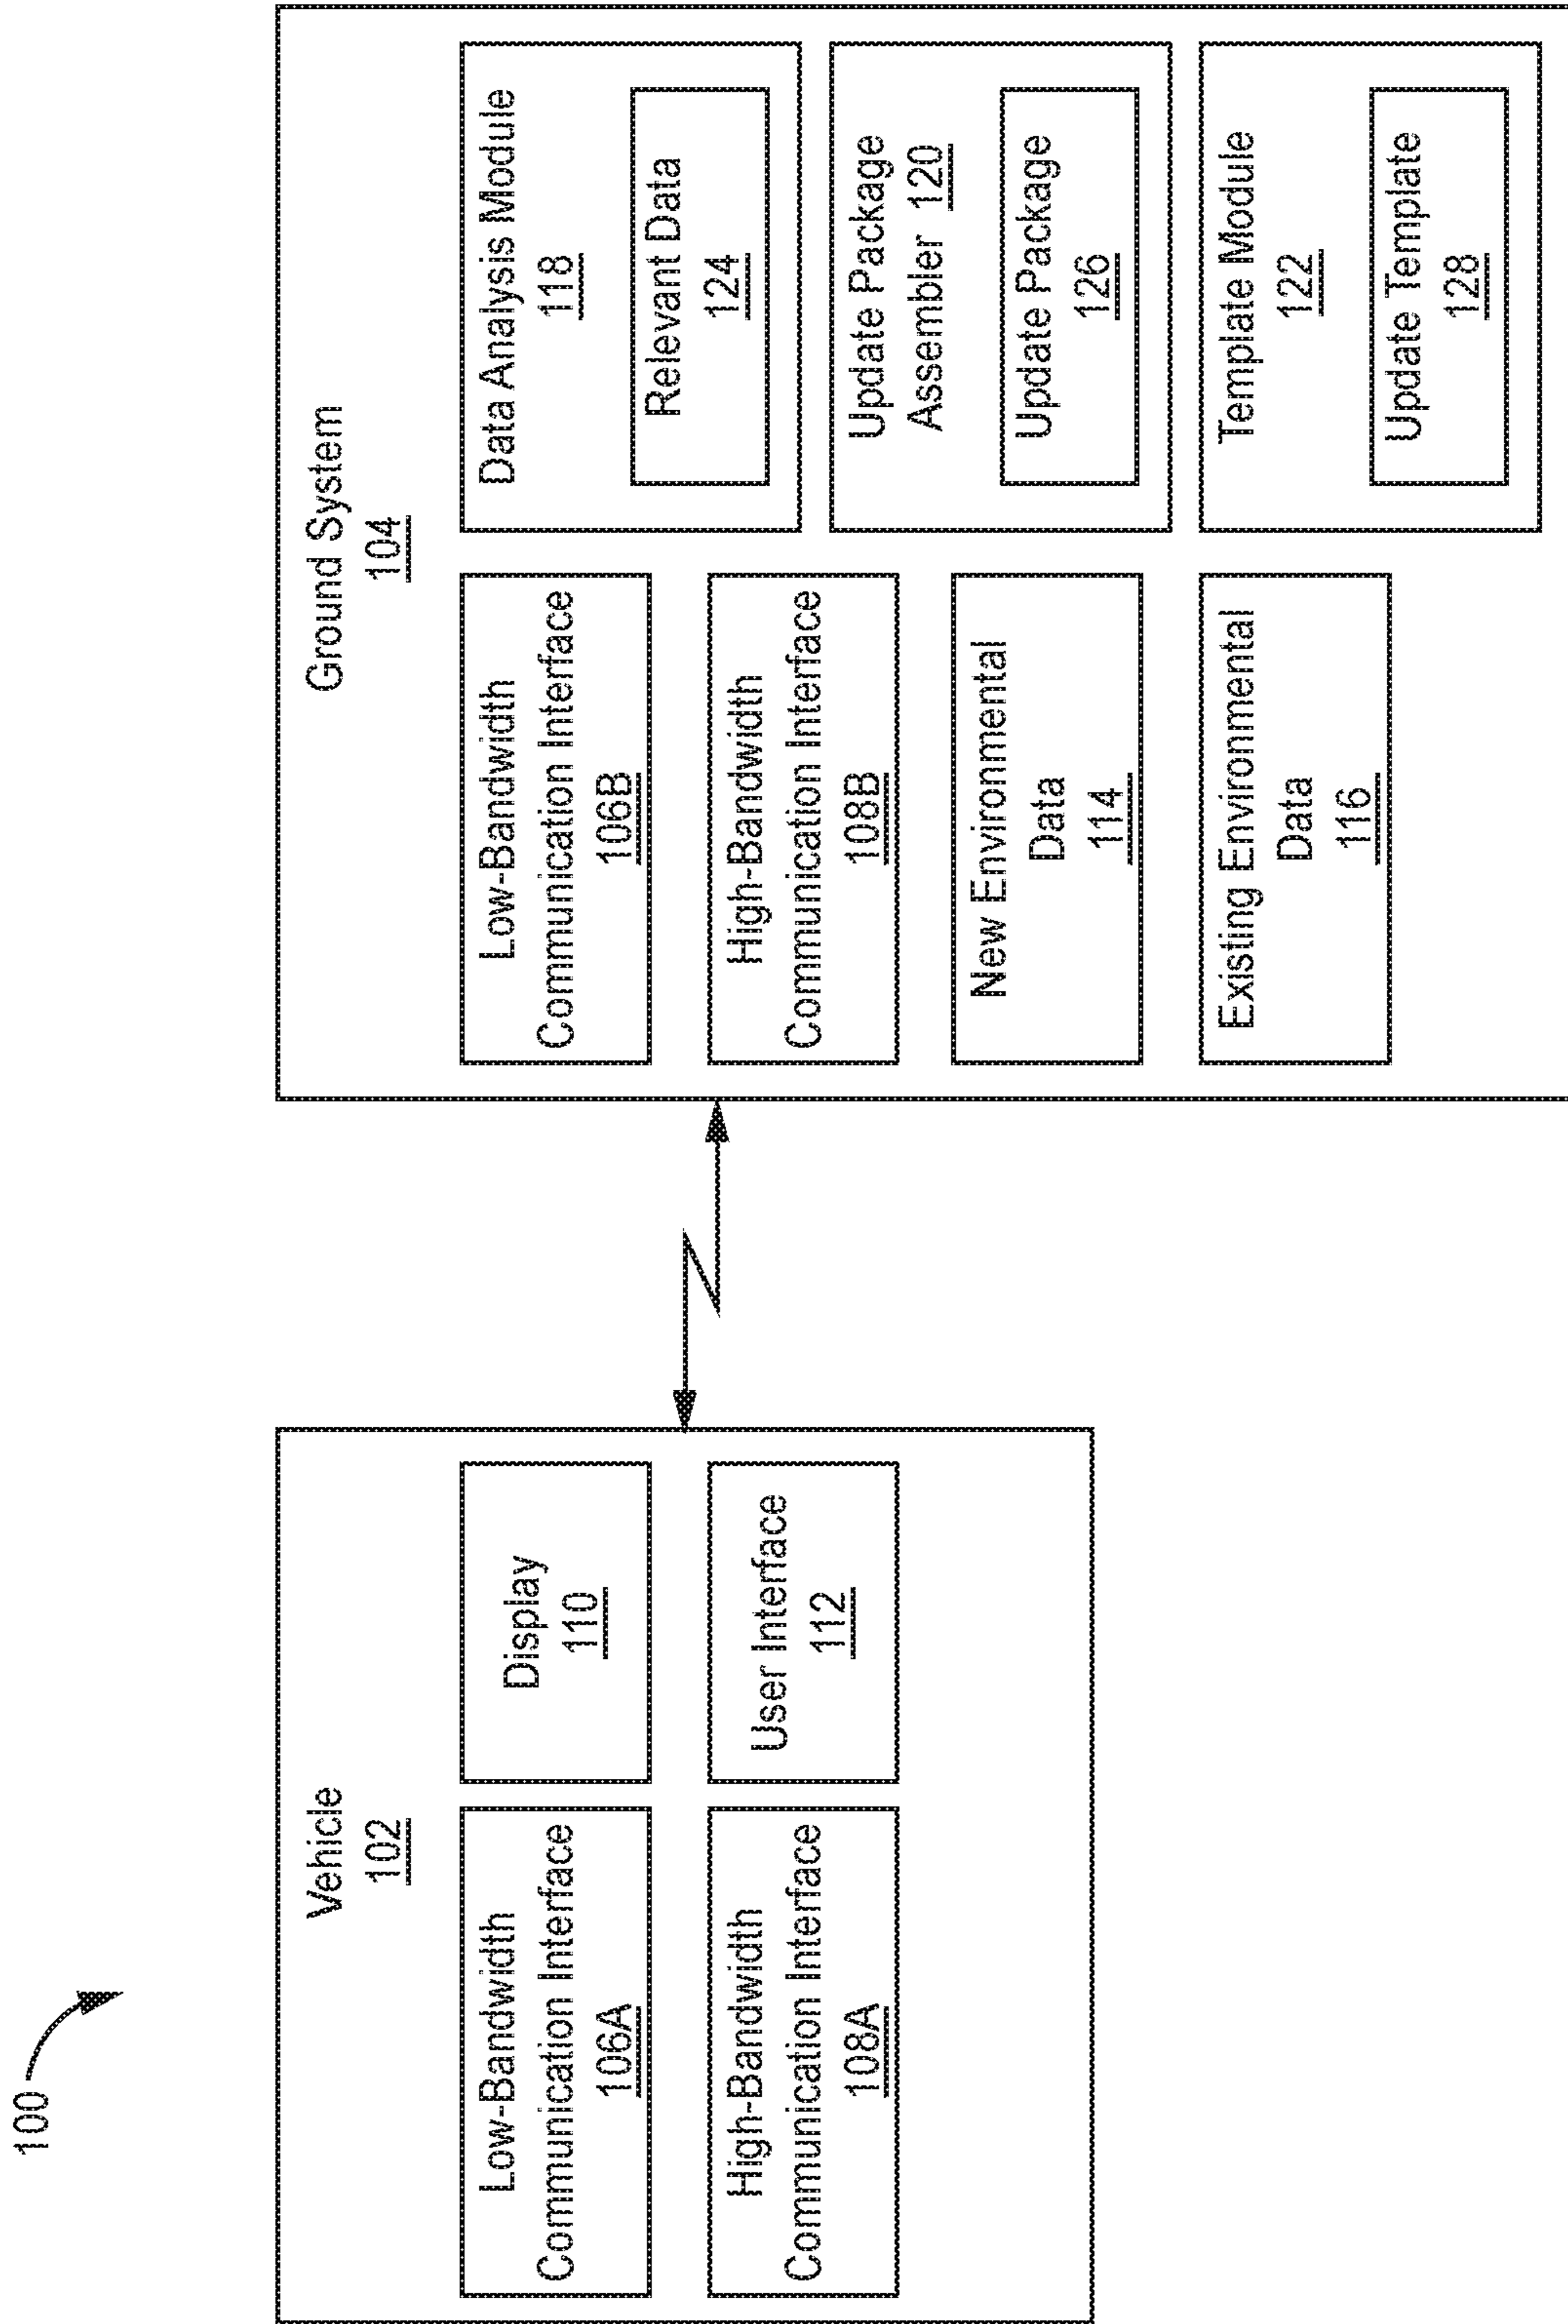 100
Vehicle
102
Low-Bandwidth
Communication Interface
106A
Display
110
High-Bandwidth
Communication Interface
108A
User Interface
112
Ground System
104
Low-Bandwidth
Communication Interface
106B
High-Bandwidth
Communication Interface
108B
New Environmental
Data
114
Existing Environmental
Data
116
Data Analysis Module
118
Relevant Data
124
Update Package
Assembler 120
Update Package
126
Template Module
122
Update Template
128